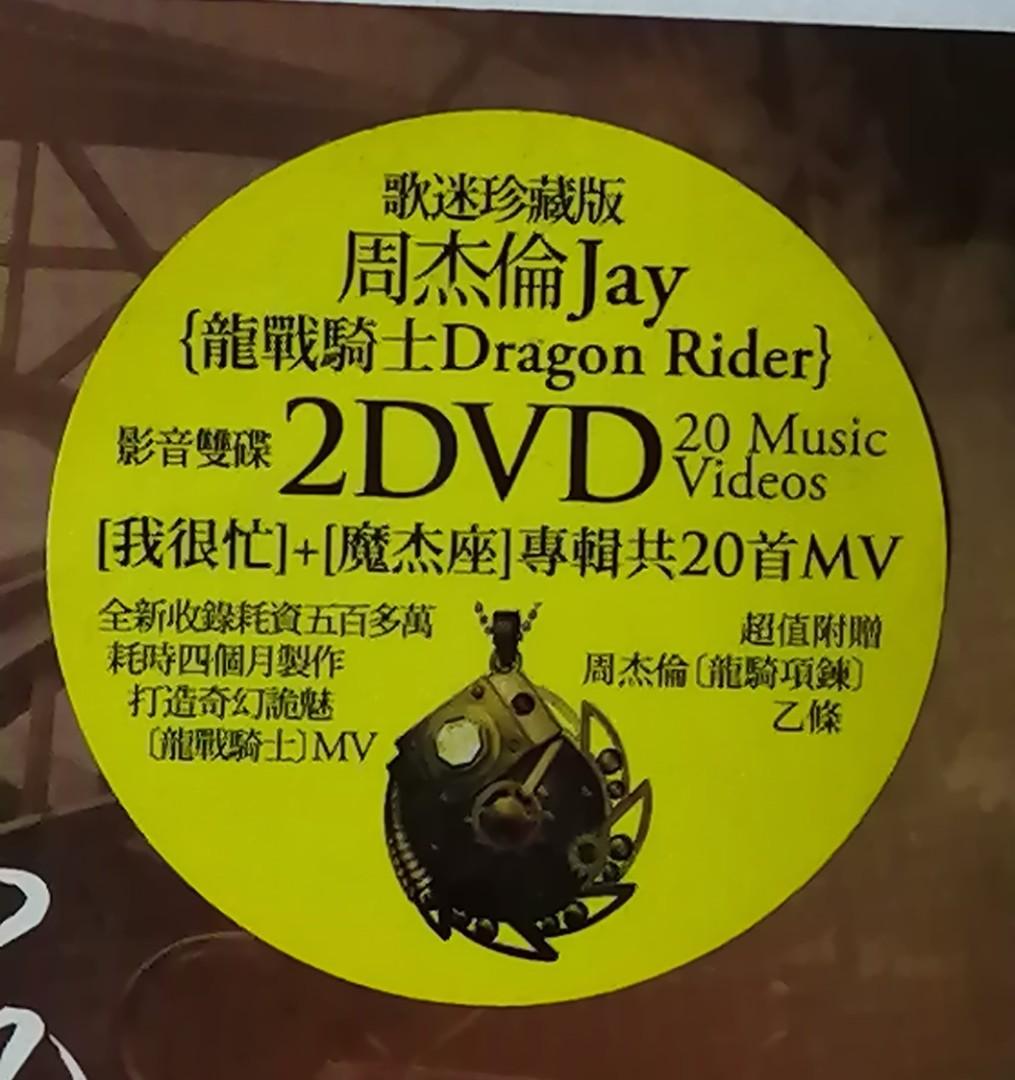 歌迷珍藏版
周杰倫Jay
{龍戰騎士Dragon Rider}
影音雙碟 2DVD 20 Music Videos
[我很忙]+[魔杰座]專輯共20首MV
全新收錄耗資五百多萬
耗時四個月製作
打造奇幻詭魅
〔龍戰騎士〕MV
超值附贈
周杰倫〔龍騎項鍊〕
乙條